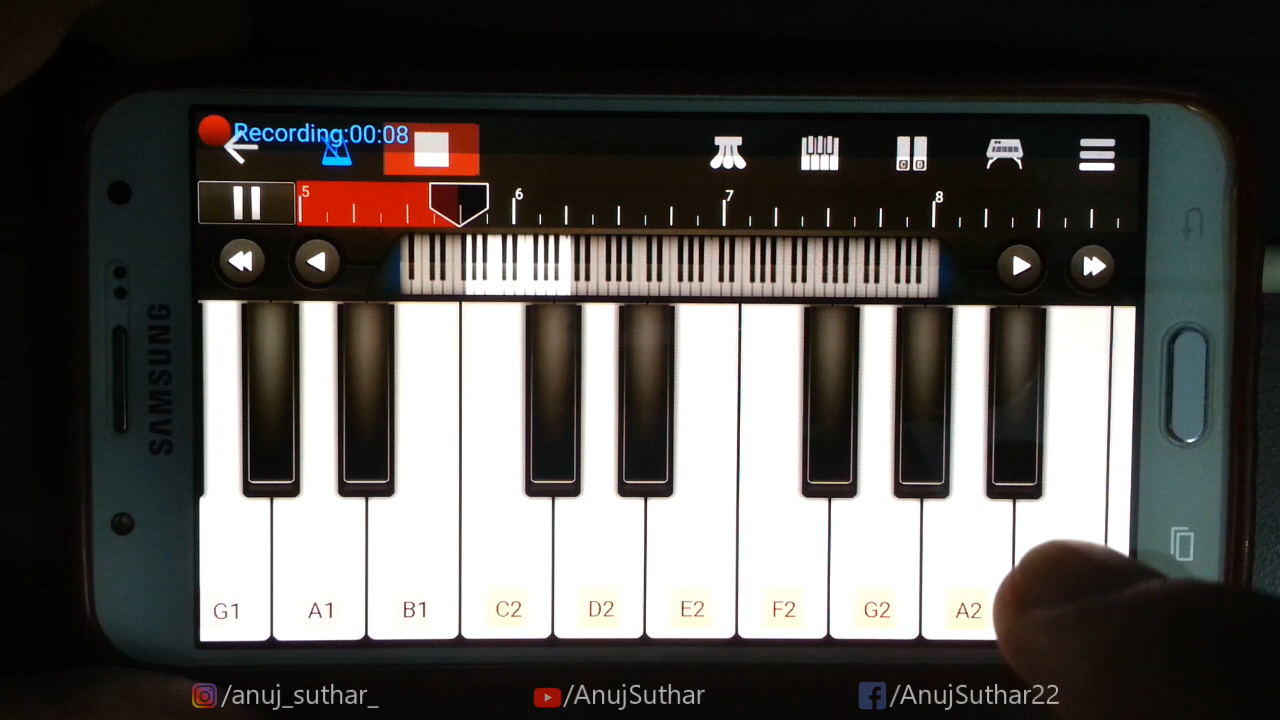 Recording:00:08
5 6 7 8
SAMSUNG
C D
G1 A1 B1 C2 D2 E2 F2 G2 A2
/anuj_suthar_ /AnujSuthar /AnujSuthar22